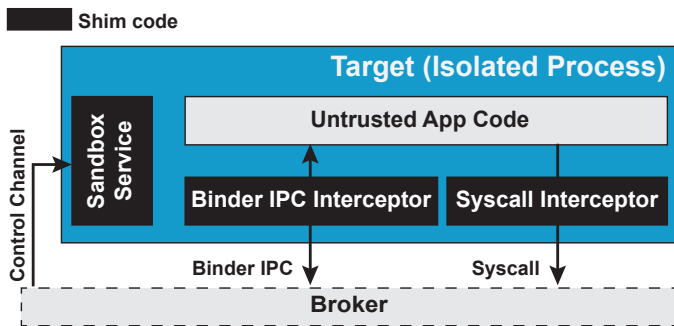 Shim code
Target (Isolated Process)
Sandbox
Service
Untrusted App Code
Binder IPC Interceptor
Syscall Interceptor
Control Channel
Binder IPC
Syscall
Broker